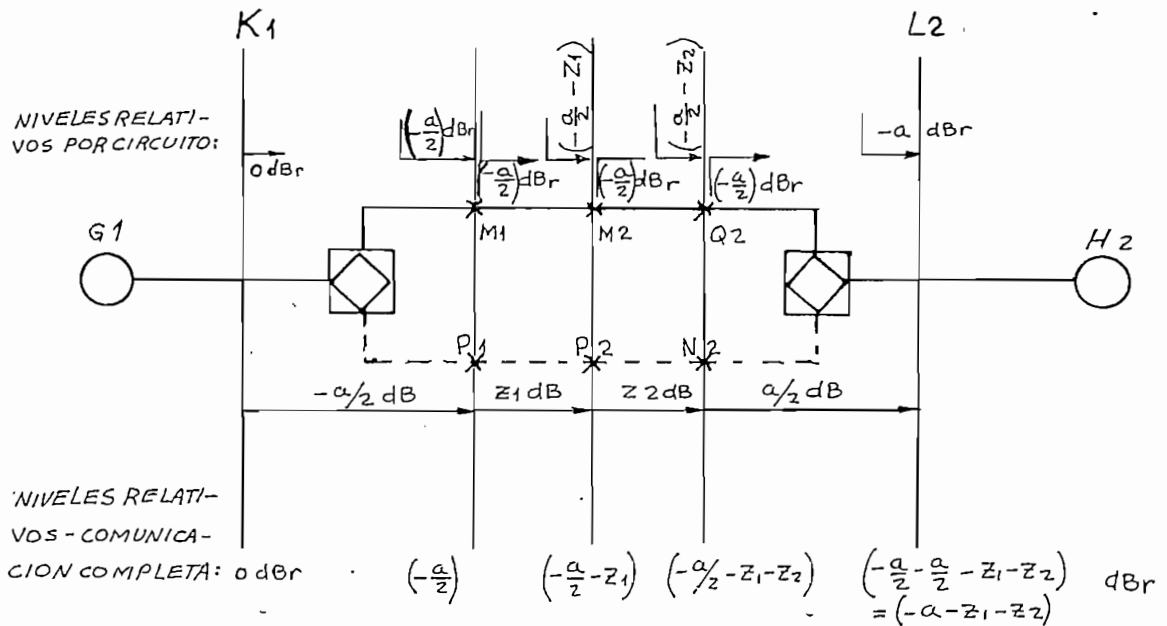 K1
L2
NIVELES RELATI-
VOS POR CIRCUITO:
0 dBr
(-a/2) dBr
(-a/2 - Z1)
(-a/2 - Z2)
-a dBr
(-a/2) dBr
(-a/2) dBr
(-a/2) dBr
G1
M1
M2
Q2
H2
P1
P2
N2
-a/2 dB
Z1 dB
Z2 dB
a/2 dB
NIVELES RELATI-
VOS - COMUNICA-
CION COMPLETA: 0 dBr
(-a/2)
(-a/2 - Z1)
(-a/2 - Z1 - Z2)
(-a/2 - a/2 - Z1 - Z2) dBr
= (-a - Z1 - Z2)